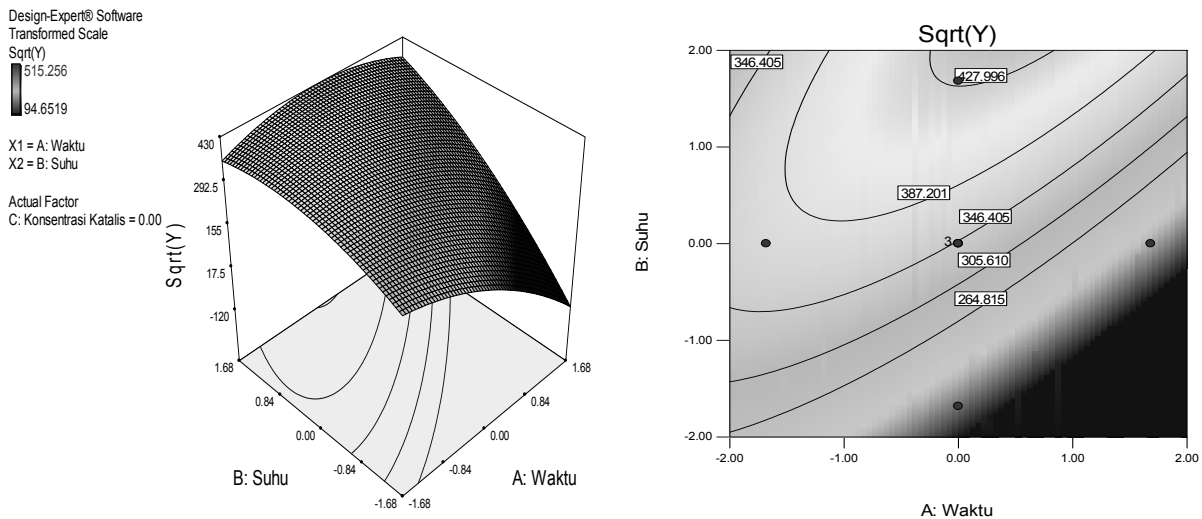 Design-Expert® Software
Transformed Scale
Sqrt(Y)
515.256
94.6519
X1 = A: Waktu
X2 = B: Suhu
Actual Factor
C: Konsentrasi Katalis = 0.00
430
292.5
155
17.5
-120
Sqrt(Y)
1.68
0.84
0.00
-0.84
-1.68
B: Suhu
-1.68
-0.84
0.00
0.84
1.68
A: Waktu
Sqrt(Y)
2.00
1.00
0.00
-1.00
-2.00
B: Suhu
346.405
427.996
387.201
346.405
3
305.610
264.815
-2.00
-1.00
0.00
1.00
2.00
A: Waktu